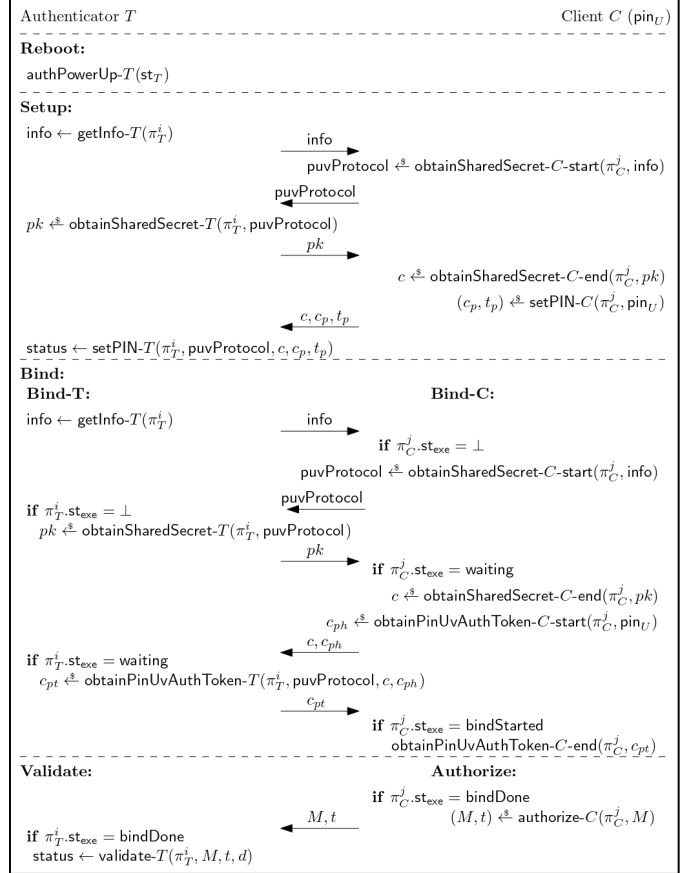 Authenticator T Client C (pin_U)
Reboot:
authPowerUp-T(st_T)
Setup:
info ← getInfo-T(π_T^i)
info
puvProtocol ←$ obtainSharedSecret-C-start(π_C^j, info)
puvProtocol
pk ←$ obtainSharedSecret-T(π_T^i, puvProtocol)
pk
c ←$ obtainSharedSecret-C-end(π_C^j, pk)
(c_p, t_p) ←$ setPIN-C(π_C^j, pin_U)
c, c_p, t_p
status ← setPIN-T(π_T^i, puvProtocol, c, c_p, t_p)
Bind:
Bind-T: Bind-C:
info ← getInfo-T(π_T^i)
info
if π_C^j.st_exe = ⊥
puvProtocol ←$ obtainSharedSecret-C-start(π_C^j, info)
puvProtocol
if π_T^i.st_exe = ⊥
pk ←$ obtainSharedSecret-T(π_T^i, puvProtocol)
pk
if π_C^j.st_exe = waiting
c ←$ obtainSharedSecret-C-end(π_C^j, pk)
c_ph ←$ obtainPinUvAuthToken-C-start(π_C^j, pin_U)
c, c_ph
if π_T^i.st_exe = waiting
c_pt ←$ obtainPinUvAuthToken-T(π_T^i, puvProtocol, c, c_ph)
c_pt
if π_C^j.st_exe = bindStarted
obtainPinUvAuthToken-C-end(π_C^j, c_pt)
Validate: Authorize:
if π_C^j.st_exe = bindDone
M, t
(M, t) ←$ authorize-C(π_C^j, M)
if π_T^i.st_exe = bindDone
status ← validate-T(π_T^i, M, t, d)